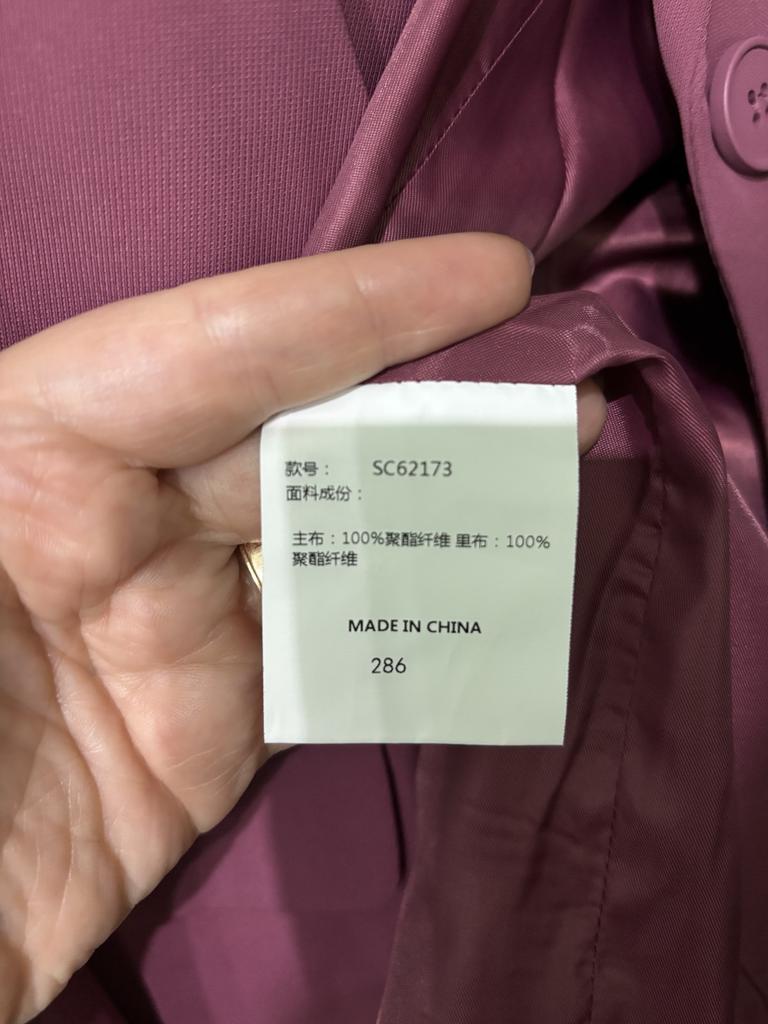 款号： SC62173
面料成份：
主布：100%聚酯纤维 里布：100%
聚酯纤维
MADE IN CHINA
286